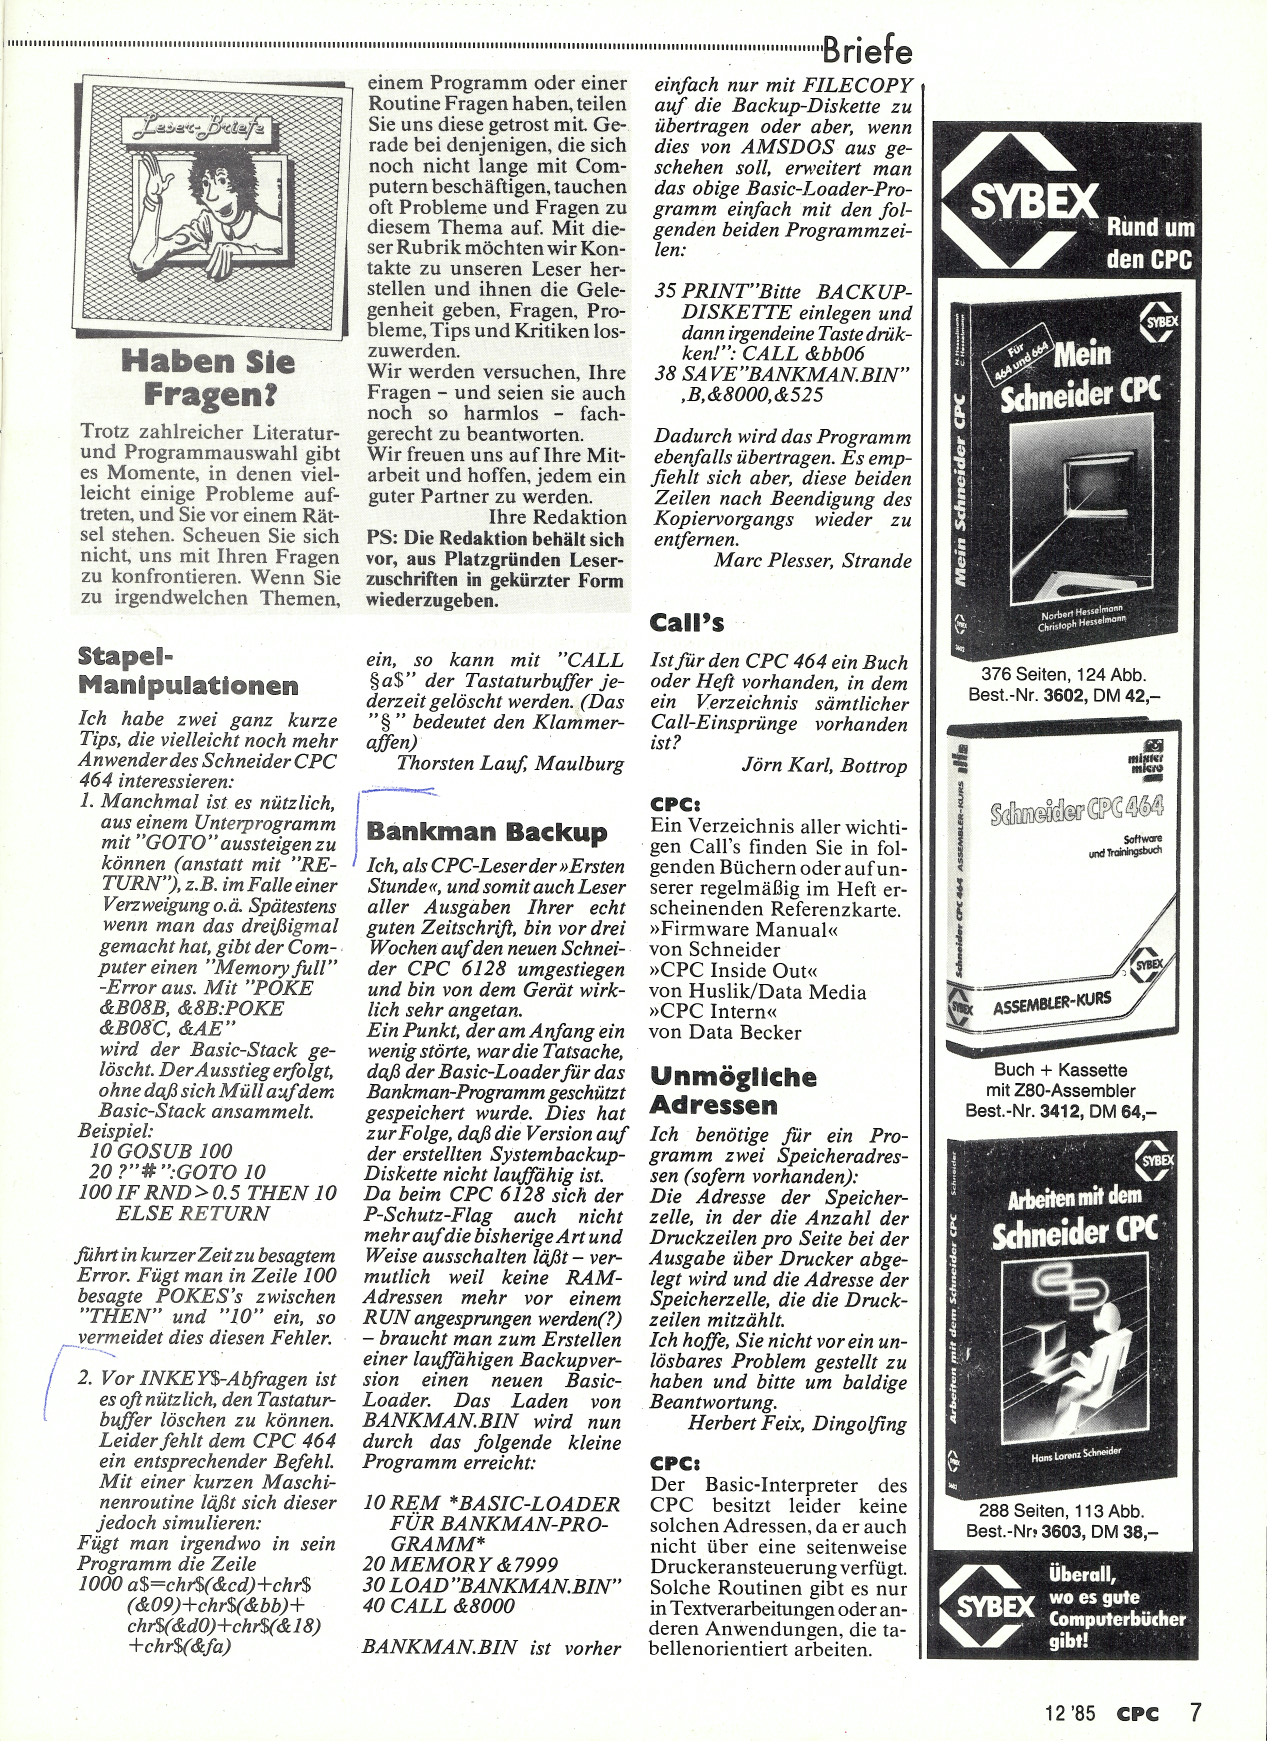 Briefe
Leser-Briefe
Haben Sie
Fragen?
Trotz zahlreicher Literatur-
und Programmauswahl gibt
es Momente, in denen viel-
leicht einige Probleme auf-
treten, und Sie vor einem Rät-
sel stehen. Scheuen Sie sich
nicht, uns mit Ihren Fragen
zu konfrontieren. Wenn Sie
zu irgendwelchen Themen,
einem Programm oder einer
Routine Fragen haben, teilen
Sie uns diese getrost mit. Ge-
rade bei denjenigen, die sich
noch nicht lange mit Com-
putern beschäftigen, tauchen
oft Probleme und Fragen zu
diesem Thema auf. Mit die-
ser Rubrik möchten wir Kon-
takte zu unseren Leser her-
stellen und ihnen die Gele-
genheit geben, Fragen, Pro-
bleme, Tips und Kritiken los-
zuwerden.
Wir werden versuchen, Ihre
Fragen – und seien sie auch
noch so harmlos – fach-
gerecht zu beantworten.
Wir freuen uns auf Ihre Mit-
arbeit und hoffen, jedem ein
guter Partner zu werden.
Ihre Redaktion
PS: Die Redaktion behält sich
vor, aus Platzgründen Leser-
zuschriften in gekürzter Form
wiederzugeben.
Stapel-
Manipulationen
Ich habe zwei ganz kurze
Tips, die vielleicht noch mehr
Anwender des Schneider CPC
464 interessieren:
1. Manchmal ist es nützlich,
aus einem Unterprogramm
mit "GOTO" aussteigen zu
können (anstatt mit "RE-
TURN"), z.B. im Falle einer
Verzweigung o.ä. Spätestens
wenn man das dreißigmal
gemacht hat, gibt der Com-
puter einen "Memory full"
-Error aus. Mit "POKE
&B08B, &8B:POKE
&B08C, &AE"
wird der Basic-Stack ge-
löscht. Der Ausstieg erfolgt,
ohne daß sich Müll auf dem
Basic-Stack ansammelt.
Beispiel:
10 GOSUB 100
20 ?"#":GOTO 10
100 IF RND > 0.5 THEN 10
ELSE RETURN
führt in kurzer Zeit zu besagtem
Error. Fügt man in Zeile 100
besagte POKES's zwischen
"THEN" und "10" ein, so
vermeidet dies diesen Fehler.
2. Vor INKEY$-Abfragen ist
es oft nützlich, den Tastatur-
buffer löschen zu können.
Leider fehlt dem CPC 464
ein entsprechender Befehl.
Mit einer kurzen Maschi-
nenroutine läßt sich dieser
jedoch simulieren:
Fügt man irgendwo in sein
Programm die Zeile
1000 a$=chr$(&cd)+chr$
(&09)+chr$(&bb)+
chr$(&d0)+chr$(&18)
+chr$(&fa)
ein, so kann mit "CALL
§a$" der Tastaturbuffer je-
derzeit gelöscht werden. (Das
"§" bedeutet den Klammer-
affen)
Thorsten Lauf, Maulburg
Bankman Backup
Ich, als CPC-Leser der »Ersten
Stunde«, und somit auch Leser
aller Ausgaben Ihrer echt
guten Zeitschrift, bin vor drei
Wochen auf den neuen Schnei-
der CPC 6128 umgestiegen
und bin von dem Gerät wirk-
lich sehr angetan.
Ein Punkt, der am Anfang ein
wenig störte, war die Tatsache,
daß der Basic-Loader für das
Bankman-Programm geschützt
gespeichert wurde. Dies hat
zur Folge, daß die Version auf
der erstellten Systembackup-
Diskette nicht lauffähig ist.
Da beim CPC 6128 sich der
P-Schutz-Flag auch nicht
mehr auf die bisherige Art und
Weise ausschalten läßt – ver-
mutlich weil keine RAM-
Adressen mehr vor einem
RUN angesprungen werden(?)
– braucht man zum Erstellen
einer lauffähigen Backupver-
sion einen neuen Basic-
Loader. Das Laden von
BANKMAN.BIN wird nun
durch das folgende kleine
Programm erreicht:
10 REM *BASIC-LOADER
FÜR BANKMAN-PRO-
GRAMM*
20 MEMORY &7999
30 LOAD"BANKMAN.BIN"
40 CALL &8000
BANKMAN.BIN ist vorher
einfach nur mit FILECOPY
auf die Backup-Diskette zu
übertragen oder aber, wenn
dies von AMSDOS aus ge-
schehen soll, erweitert man
das obige Basic-Loader-Pro-
gramm einfach mit den fol-
genden beiden Programmzei-
len:
35 PRINT"Bitte BACKUP-
DISKETTE einlegen und
dann irgendeine Taste drük-
ken!": CALL &bb06
38 SAVE"BANKMAN.BIN"
,B,&8000,&525
Dadurch wird das Programm
ebenfalls übertragen. Es emp-
fiehlt sich aber, diese beiden
Zeilen nach Beendigung des
Kopiervorgangs wieder zu
entfernen.
Marc Plesser, Strande
Call's
Ist für den CPC 464 ein Buch
oder Heft vorhanden, in dem
ein Verzeichnis sämtlicher
Call-Einsprünge vorhanden
ist?
Jörn Karl, Bottrop
CPC:
Ein Verzeichnis aller wichti-
gen Call's finden Sie in fol-
genden Büchern oder auf un-
serer regelmäßig im Heft er-
scheinenden Referenzkarte.
»Firmware Manual«
von Schneider
»CPC Inside Out«
von Huslik/Data Media
»CPC Intern«
von Data Becker
Unmögliche
Adressen
Ich benötige für ein Pro-
gramm zwei Speicheradres-
sen (sofern vorhanden):
Die Adresse der Speicher-
zelle, in der die Anzahl der
Druckzeilen pro Seite bei der
Ausgabe über Drucker abge-
legt wird und die Adresse der
Speicherzelle, die die Druck-
zeilen mitzählt.
Ich hoffe, Sie nicht vor ein un-
lösbares Problem gestellt zu
haben und bitte um baldige
Beantwortung.
Herbert Feix, Dingolfing
CPC:
Der Basic-Interpreter des
CPC besitzt leider keine
solchen Adressen, da er auch
nicht über eine seitenweise
Druckeransteuerung verfügt.
Solche Routinen gibt es nur
in Textverarbeitungen oder an-
deren Anwendungen, die ta-
bellenorientiert arbeiten.
SYBEX
Rund um
den CPC
SYBEX
Für
464 und 664
Mein
Schneider CPC
Mein Schneider CPC
Norbert Hesselmann
Christoph Hesselmann
376 Seiten, 124 Abb.
Best.-Nr. 3602, DM 42,–
mixter
micro
Schneider CPC 464
Software
und Trainingsbuch
Schneider CPC 464 ASSEMBLER-KURS
SYBEX
SYBEX
ASSEMBLER-KURS
Buch + Kassette
mit Z80-Assembler
Best.-Nr. 3412, DM 64,–
SYBEX
Arbeiten mit dem
Schneider CPC
Arbeiten mit dem Schneider CPC
Schneider
Hans Lorenz Schneider
288 Seiten, 113 Abb.
Best.-Nr. 3603, DM 38,–
SYBEX
Überall,
wo es gute
Computerbücher
gibt!
12 '85 CPC 7